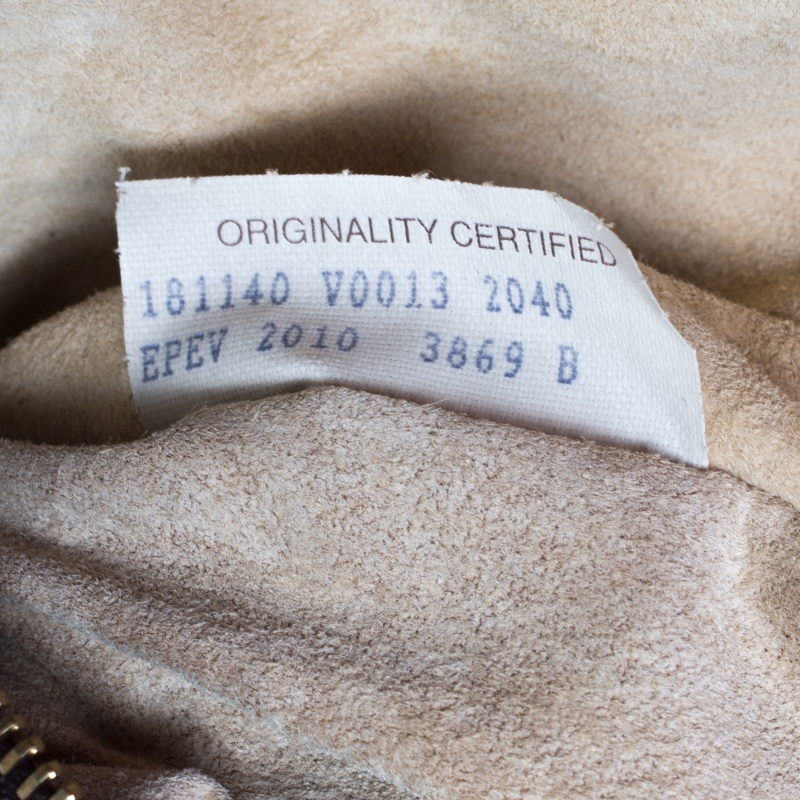 ORIGINALITY CERTIFIED
181140 V0013 2040
EPEV 2010 3869 B